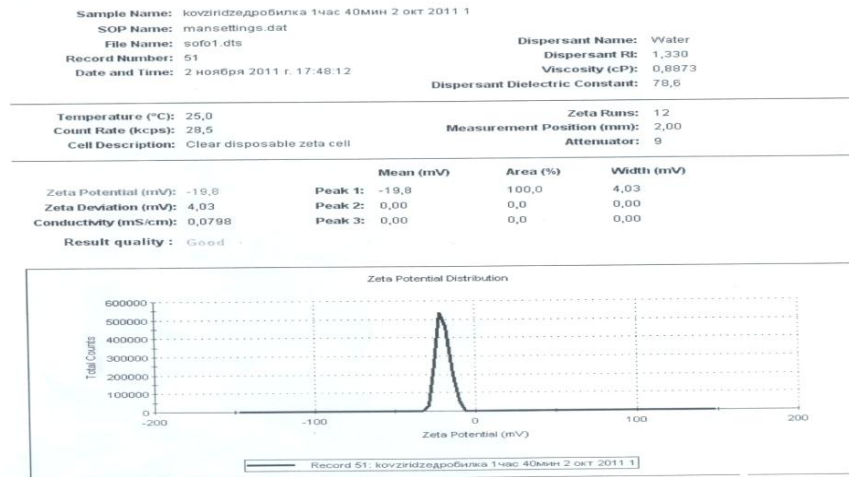 Sample Name: kovziridzeдробилка 1час 40мин 2 окт 2011 1
SOP Name: mansettings.dat
File Name: sofo1.dts Dispersant Name: Water
Record Number: 51 Dispersant RI: 1,330
Date and Time: 2 ноября 2011 г. 17:48:12 Viscosity (cP): 0,8873
Dispersant Dielectric Constant: 78,6
Temperature (°C): 25,0 Zeta Runs: 12
Count Rate (kcps): 28,5 Measurement Position (mm): 2,00
Cell Description: Clear disposable zeta cell Attenuator: 9
Mean (mV) Area (%) Width (mV)
Zeta Potential (mV): -19,8 Peak 1: -19,8 100,0 4,03
Zeta Deviation (mV): 4,03 Peak 2: 0,00 0,0 0,00
Conductivity (mS/cm): 0,0798 Peak 3: 0,00 0,0 0,00
Result quality : Good
Zeta Potential Distribution
Total Counts
600000
500000
400000
300000
200000
100000
0
-200 -100 0 100 200
Zeta Potential (mV)
Record 51: kovziridzeдробилка 1час 40мин 2 окт 2011 1